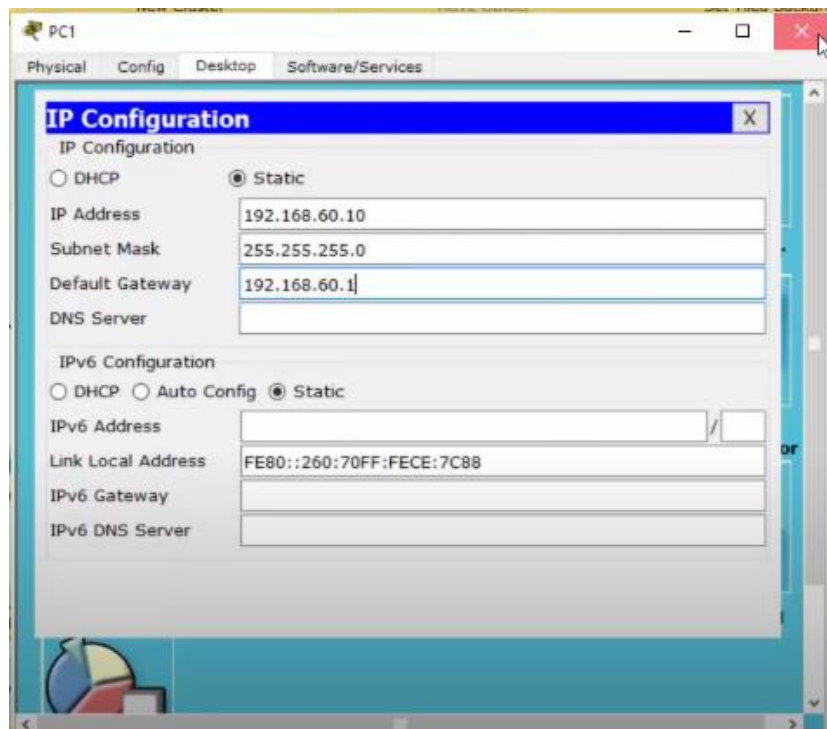 PC1
Physical Config Desktop Software/Services
IP Configuration X
IP Configuration
DHCP Static
IP Address 192.168.60.10
Subnet Mask 255.255.255.0
Default Gateway 192.168.60.1
DNS Server
IPv6 Configuration
DHCP Auto Config Static
IPv6 Address /
Link Local Address FE80::260:70FF:FECE:7C88
IPv6 Gateway
IPv6 DNS Server
or